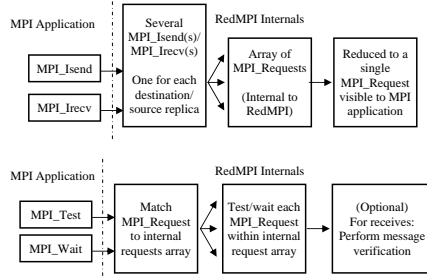 MPI Application
RedMPI Internals
MPI_Isend
MPI_Irecv
Several
MPI_Isend(s)/
MPI_Irecv(s)
One for each
destination/
source replica
Array of
MPI_Requests
(Internal to
RedMPI)
Reduced to a
single
MPI_Request
visible to MPI
application
MPI Application
RedMPI Internals
MPI_Test
MPI_Wait
Match
MPI_Request
to internal
requests array
Test/wait each
MPI_Request
within internal
request array
(Optional)
For receives:
Perform message
verification